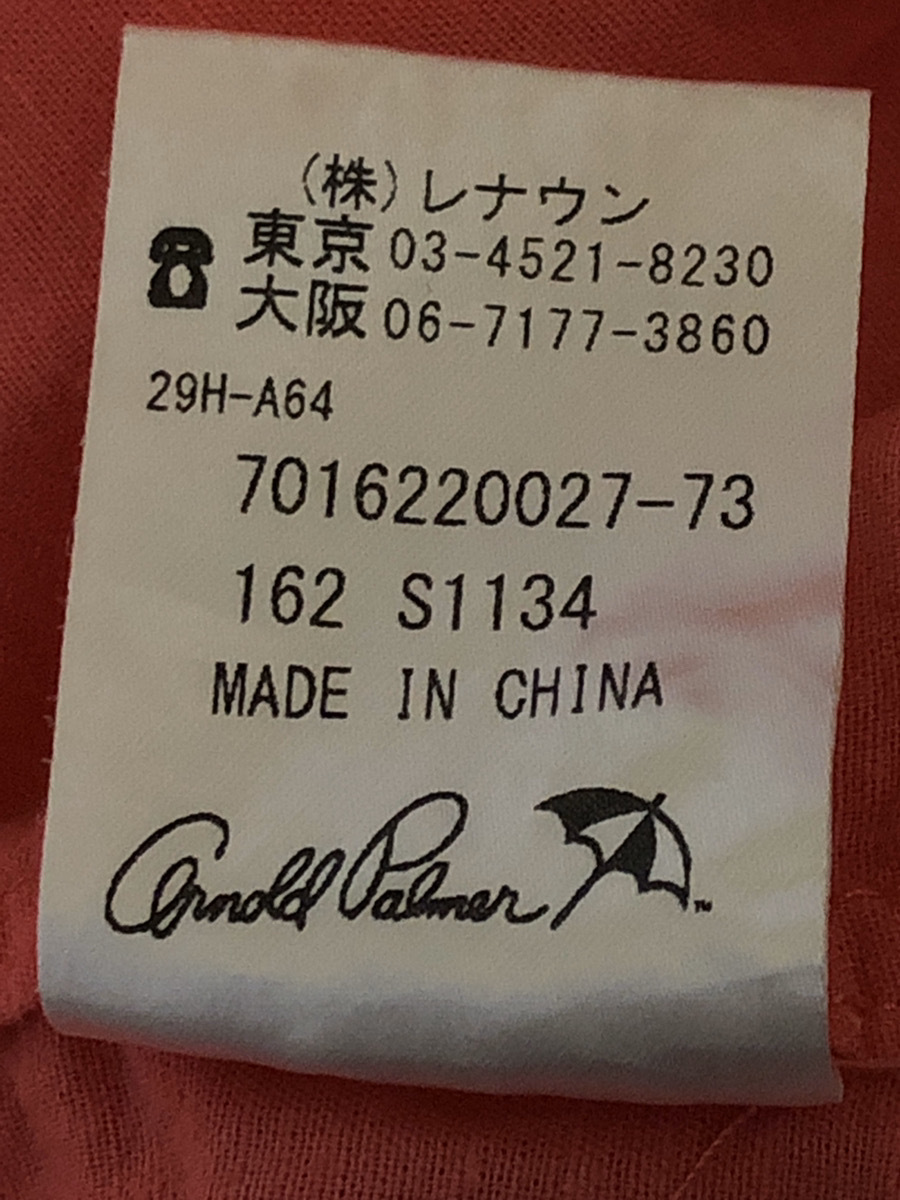 (株)レナウン
東京 03-4521-8230
大阪 06-7177-3860
29H-A64
7016220027-73
162 S1134
MADE IN CHINA
Arnold Palmer ™